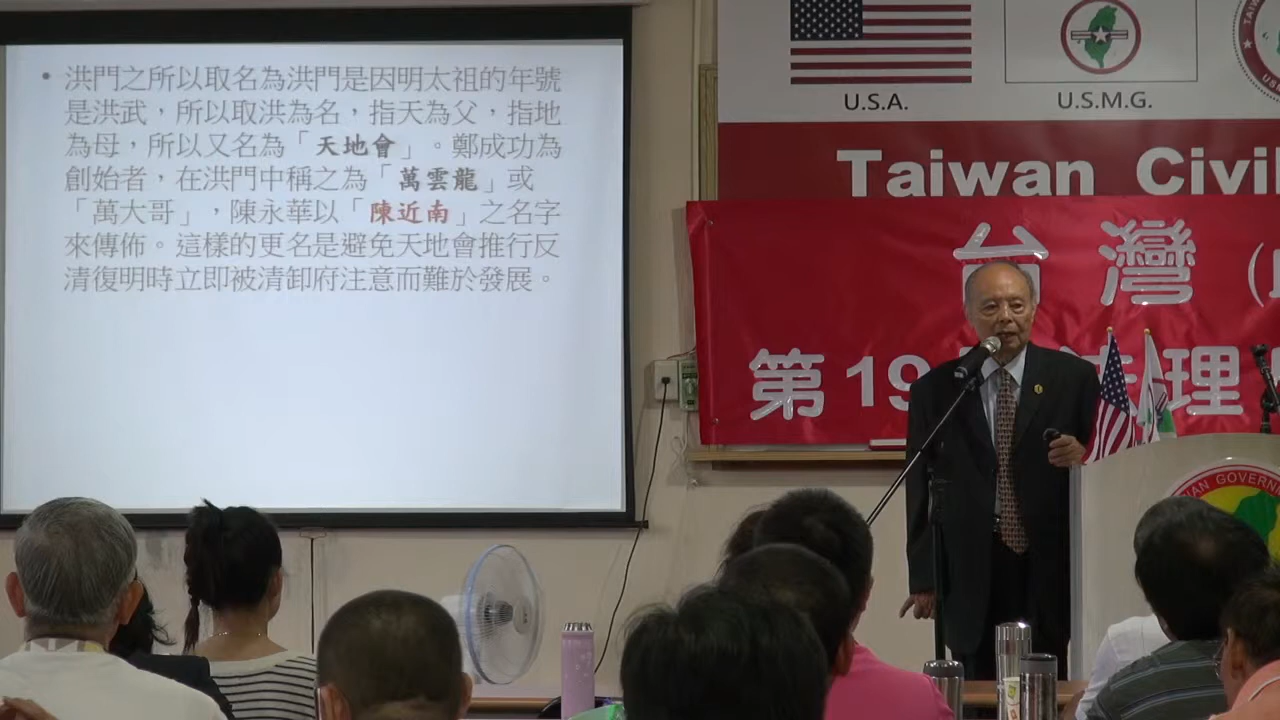 • 洪門之所以取名為洪門是因明太祖的年號
是洪武，所以取洪為名，指天為父，指地
為母，所以又名為「天地會」。鄭成功為
創始者，在洪門中稱之為「萬雲龍」或
「萬大哥」，陳永華以「陳近南」之名字
來傳佈。這樣的更名是避免天地會推行反
清復明時立即被清卸府注意而難於發展。
U.S.A.
U.S.M.G.
Taiwan Civil
台灣
第19
法理
GOVERN